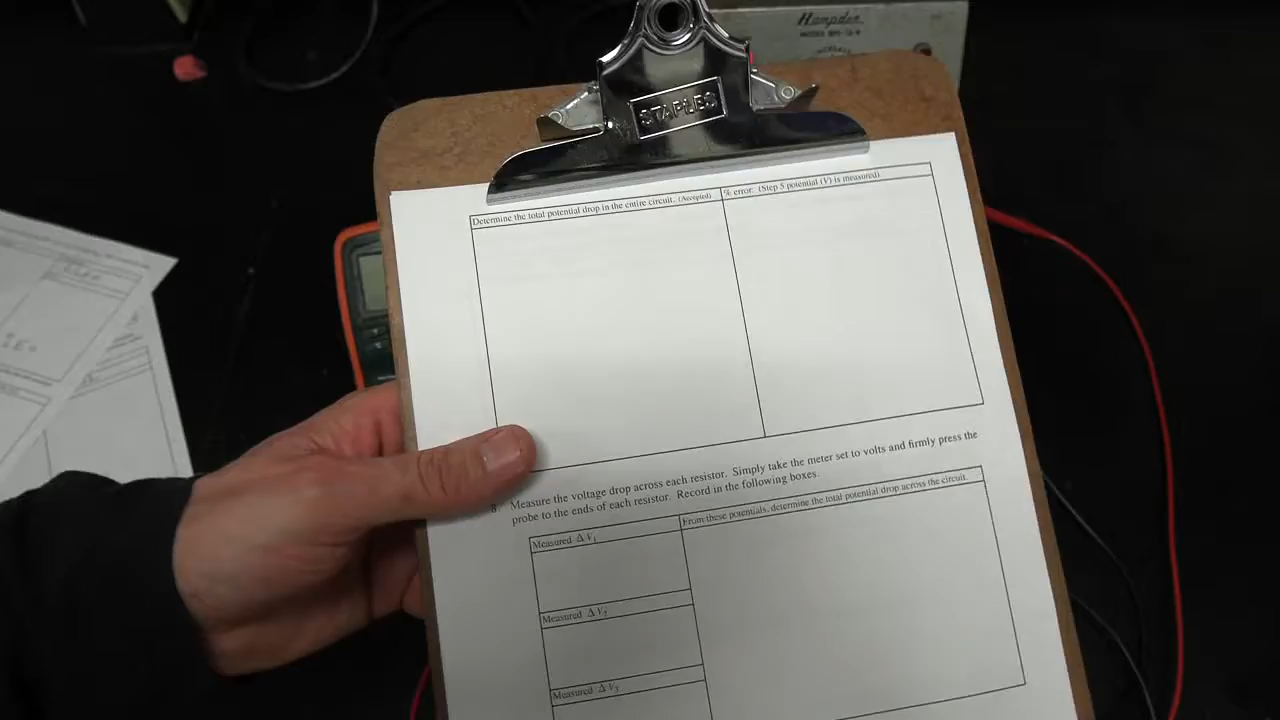 Hampden
STAPLES
Determine the total potential drop in the entire circuit. (Accepted)
% error: (Step 5 potential (V) is measured)
8. Measure the voltage drop across each resistor. Simply take the meter set to volts and firmly press the
probe to the ends of each resistor. Record in the following boxes.
Measured ΔV₁
From these potentials, determine the total potential drop across the circuit.
Measured ΔV₂
Measured ΔV₃